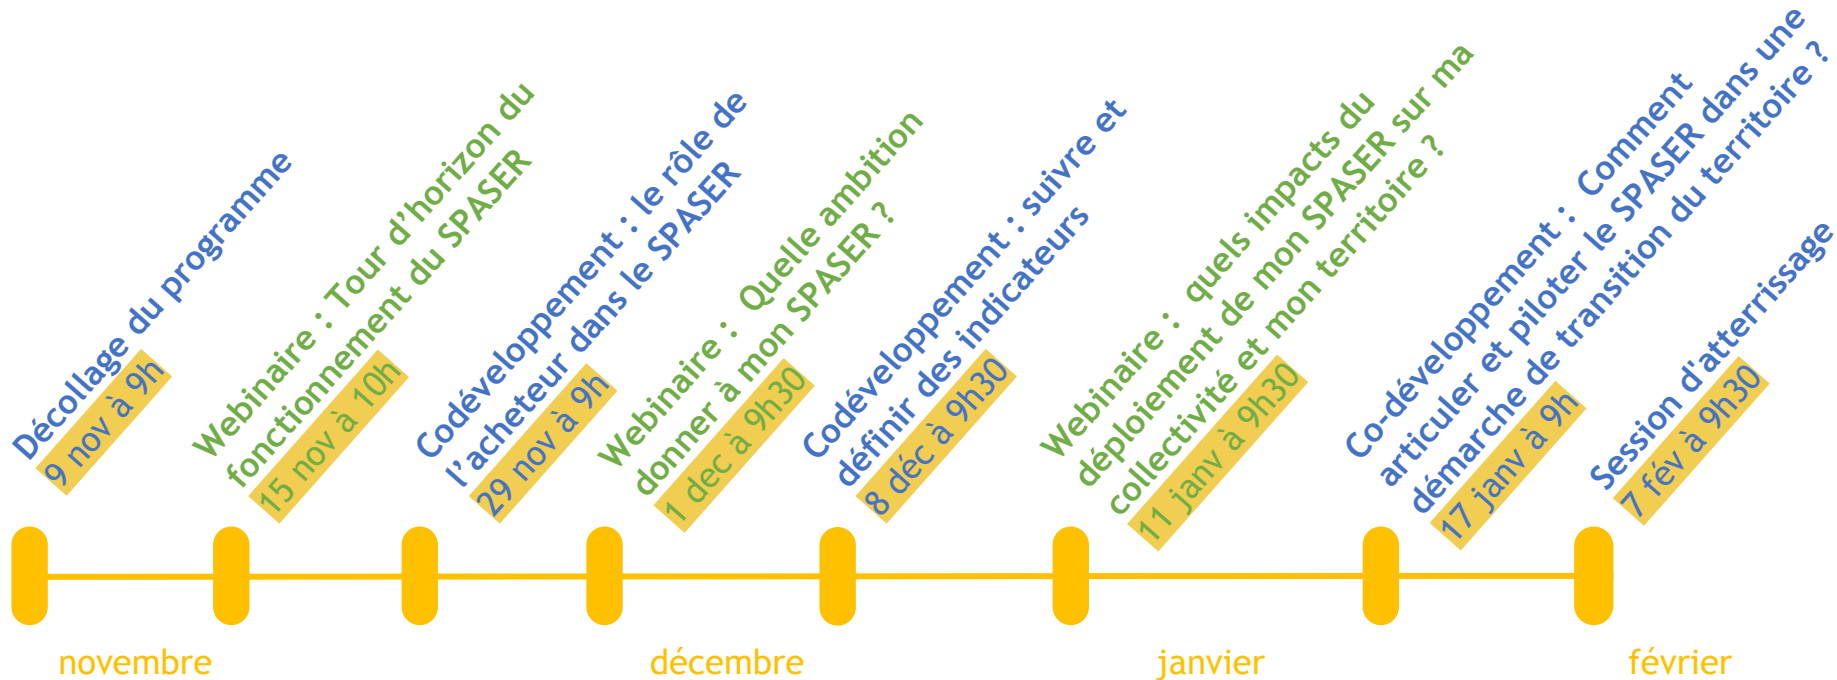 Décollage du programme
9 nov à 9h
Webinaire : Tour d'horizon du
fonctionnement du SPASER
15 nov à 10h
Codéveloppement : le rôle de
l'acheteur dans le SPASER
29 nov à 9h
Webinaire : Quelle ambition
donner à mon SPASER ?
1 dec à 9h30
Codéveloppement : suivre et
définir des indicateurs
8 déc à 9h30
Webinaire : quels impacts du
déploiement de mon SPASER sur ma
collectivité et mon territoire ?
11 janv à 9h30
Co-développement : Comment
articuler et piloter le SPASER dans une
démarche de transition du territoire ?
17 janv à 9h
Session d'atterrissage
7 fév à 9h30
novembre
décembre
janvier
février